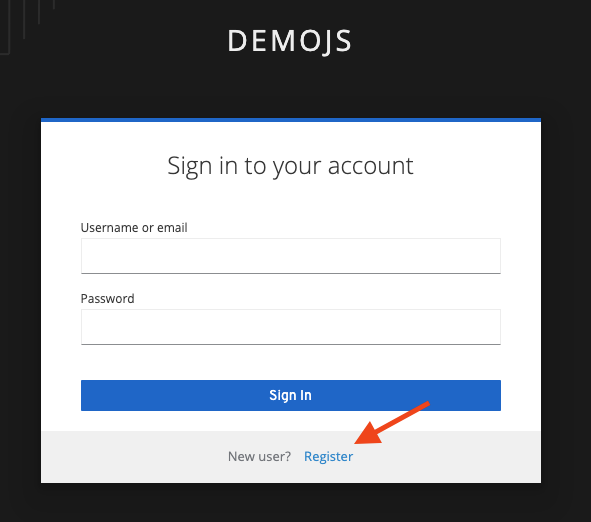 DEMOJS
Sign in to your account
Username or email
Password
Sign In
New user? Register